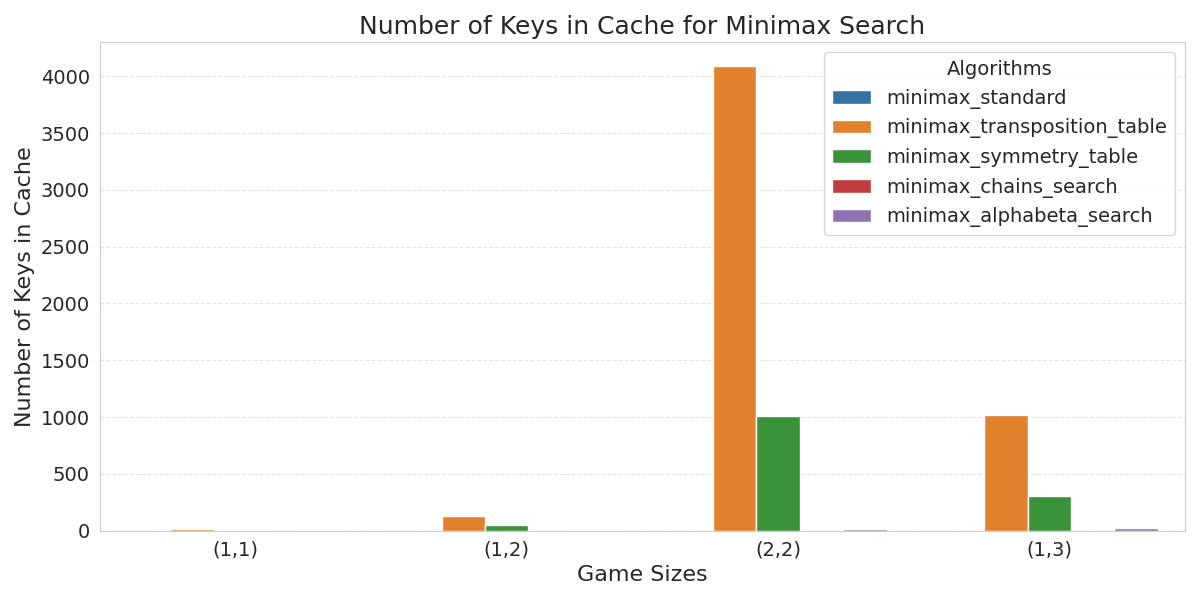 Number of Keys in Cache for Minimax Search
Number of Keys in Cache
4000
3500
3000
2500
2000
1500
1000
500
0
Algorithms
minimax_standard
minimax_transposition_table
minimax_symmetry_table
minimax_chains_search
minimax_alphabeta_search
(1,1)
(1,2)
(2,2)
(1,3)
Game Sizes